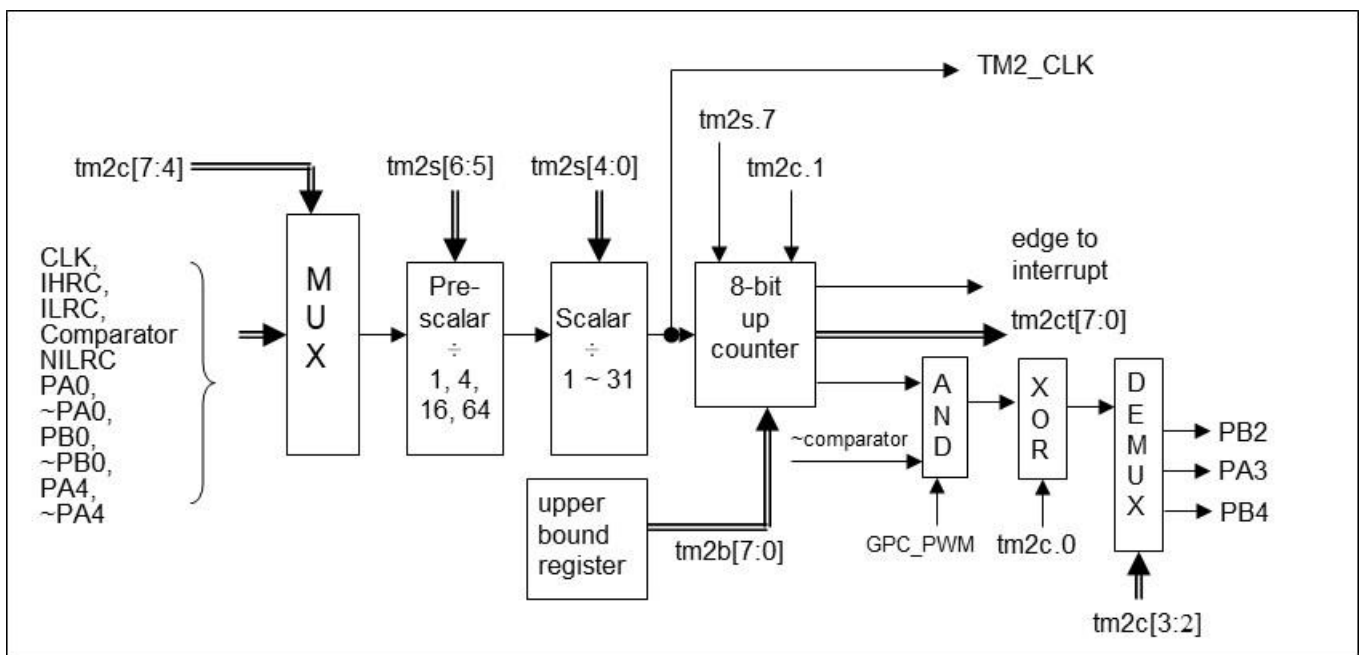 TM2_CLK
tm2s.7
tm2c[7:4]
tm2s[6:5]
tm2s[4:0]
tm2c.1
CLK,
IHRC,
ILRC,
Comparator
NILRC
PA0,
~PA0,
PB0,
~PB0,
PA4,
~PA4
M
U
X
Pre-
scalar
÷
1, 4,
16, 64
Scalar
÷
1 ~ 31
8-bit
up
counter
edge to
interrupt
tm2ct[7:0]
upper
bound
register
tm2b[7:0]
~comparator
A
N
D
GPC_PWM
X
O
R
tm2c.0
D
E
M
U
X
PB2
PA3
PB4
tm2c[3:2]